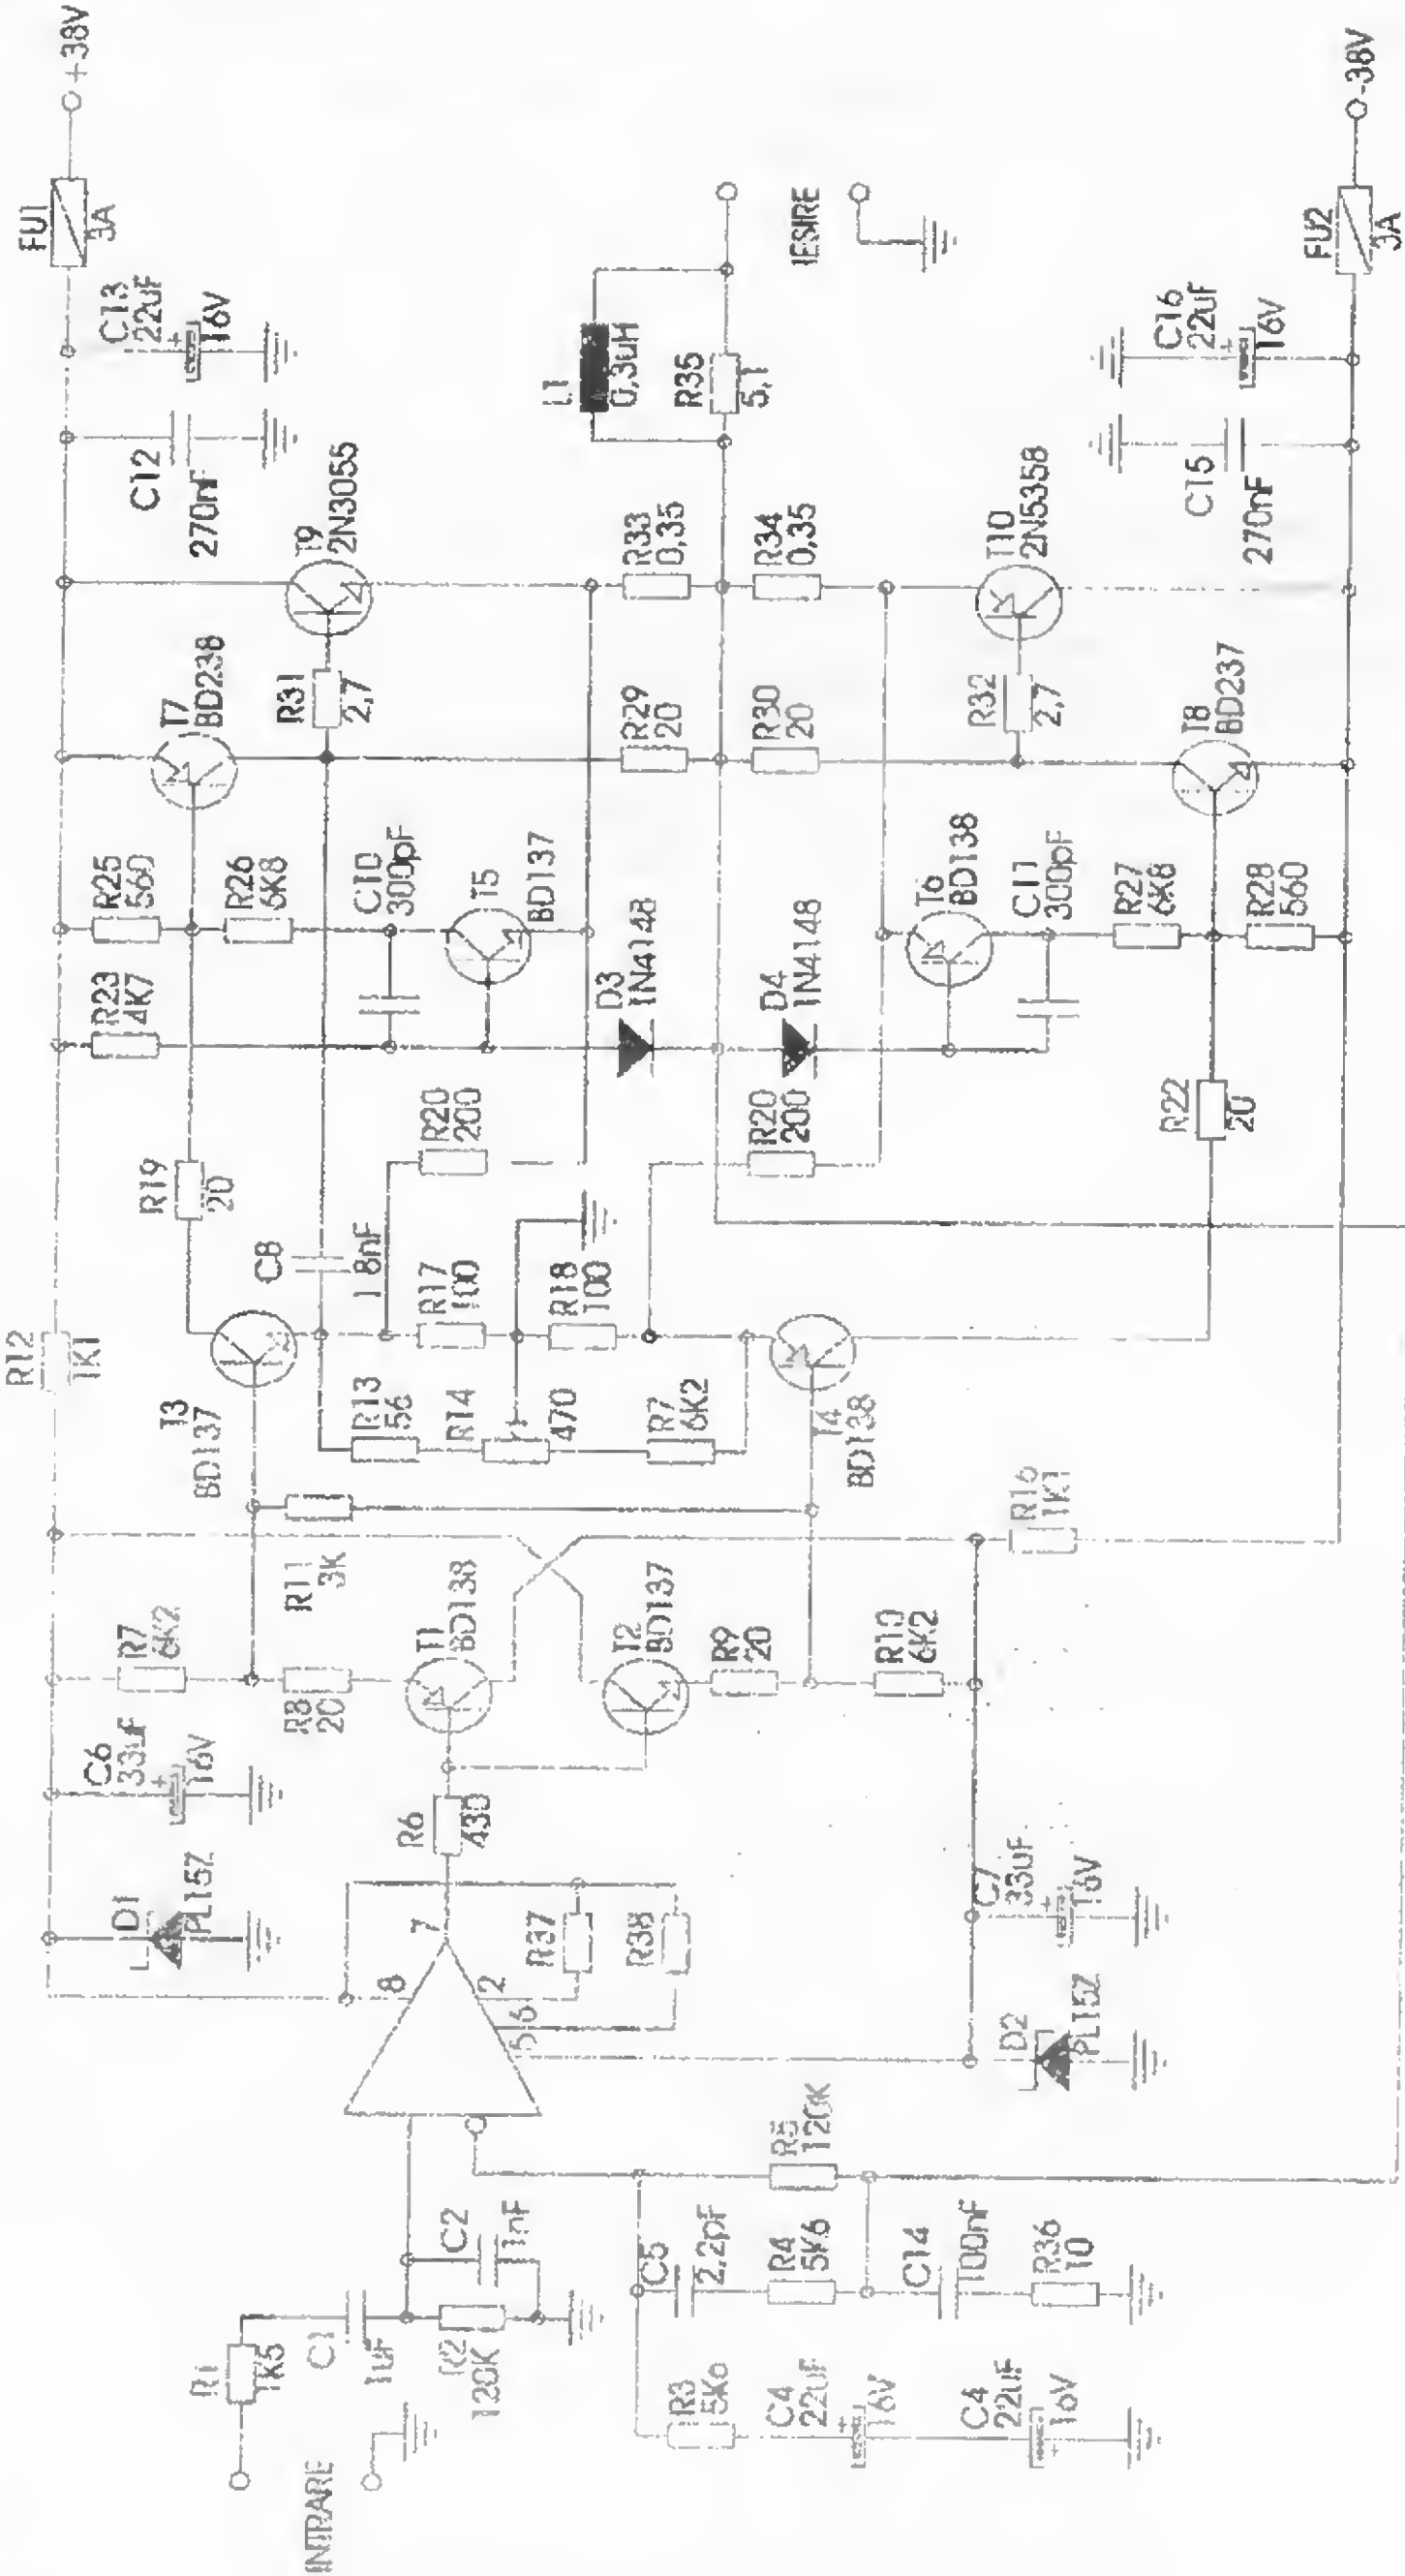 INTRARE
R1
1K5
C1
1uF
R2
120K
C2
1nF
R3
C4
22uF
16V
C4
22uF
16V
C5
2,2pF
R4
5K6
R5
120K
C14
100nF
R36
10
8
7
2
5
6
R37
R38
D1
PL15Z
C6
33uF
16V
D2
PL15Z
C7
33uF
16V
R6
430
R7
6K2
R8
20
T1
BD138
T2
BD137
R9
20
R10
6K2
R11
3K
R12
1K1
R16
1K1
T3
BD137
R13
56
R14
470
R7
6K2
T4
BD138
C8
1 8nF
R17
100
R18
100
R19
20
R20
200
R20
200
R22
20
R23
4K7
R25
560
R26
6K8
C10
300pF
T5
BD137
D3
1N4148
D4
1N4148
T6
BD138
C11
300pF
R27
6K8
R28
560
T7
BD238
R31
2,7
R29
20
R30
20
R32
2,7
T8
BD237
T9
2N3055
R33
0,35
R34
0,35
T10
2N5358
C12
270nF
C13
22uF
16V
L1
0,3uH
R35
5,1
C15
270nF
C16
22uF
16V
IESIRE
FU1
3A
+38V
FU2
3A
-38V